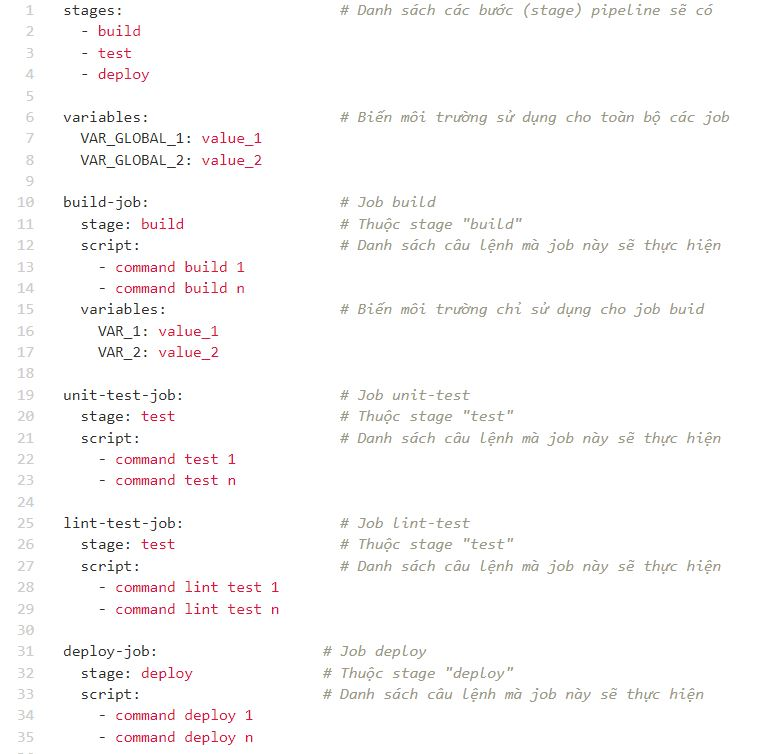 1 stages: # Danh sách các bước (stage) pipeline sẽ có
2 - build
3 - test
4 - deploy
5
6 variables: # Biến môi trường sử dụng cho toàn bộ các job
7 VAR_GLOBAL_1: value_1
8 VAR_GLOBAL_2: value_2
9
10 build-job: # Job build
11 stage: build # Thuộc stage "build"
12 script: # Danh sách câu lệnh mà job này sẽ thực hiện
13 - command build 1
14 - command build n
15 variables: # Biến môi trường chỉ sử dụng cho job buid
16 VAR_1: value_1
17 VAR_2: value_2
18
19 unit-test-job: # Job unit-test
20 stage: test # Thuộc stage "test"
21 script: # Danh sách câu lệnh mà job này sẽ thực hiện
22 - command test 1
23 - command test n
24
25 lint-test-job: # Job lint-test
26 stage: test # Thuộc stage "test"
27 script: # Danh sách câu lệnh mà job này sẽ thực hiện
28 - command lint test 1
29 - command lint test n
30
31 deploy-job: # Job deploy
32 stage: deploy # Thuộc stage "deploy"
33 script: # Danh sách câu lệnh mà job này sẽ thực hiện
34 - command deploy 1
35 - command deploy n